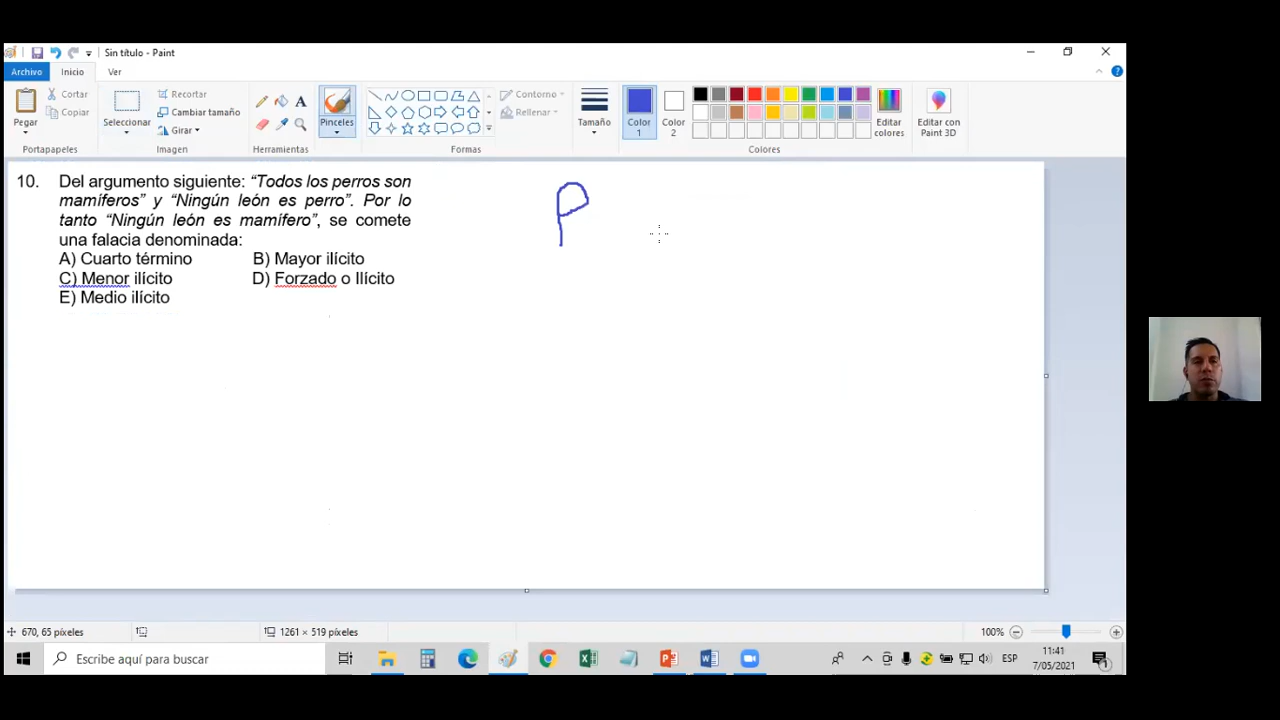 Sin título - Paint
Archivo Inicio Ver
Pegar
Cortar
Copiar
Portapapeles
Seleccionar
Recortar
Cambiar tamaño
Girar
Imagen
A
Herramientas
Pinceles
Contorno
Rellenar
Formas
Tamaño
Color 1
Color 2
Editar colores
Editar con Paint 3D
Colores
10. Del argumento siguiente: “Todos los perros son
mamíferos” y “Ningún león es perro”. Por lo
tanto “Ningún león es mamífero”, se comete
una falacia denominada:
A) Cuarto término B) Mayor ilícito
C) Menor ilícito D) Forzado o Ilícito
E) Medio ilícito
P
670, 65 píxeles 1261 × 519 píxeles 100%
Escribe aquí para buscar ESP 11:41
7/05/2021 1